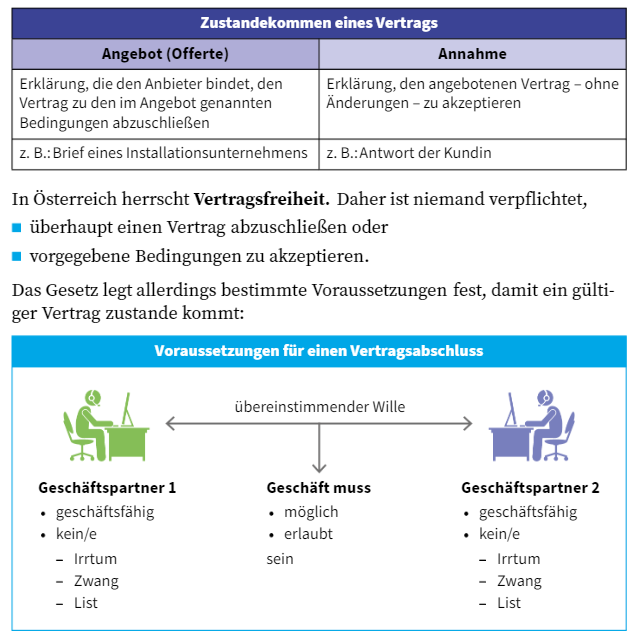 Zustandekommen eines Vertrags
Angebot (Offerte)
Annahme
Erklärung, die den Anbieter bindet, den
Vertrag zu den im Angebot genannten
Bedingungen abzuschließen
Erklärung, den angebotenen Vertrag – ohne
Änderungen – zu akzeptieren
z. B.: Brief eines Installationsunternehmens
z. B.: Antwort der Kundin
In Österreich herrscht Vertragsfreiheit. Daher ist niemand verpflichtet,
■ überhaupt einen Vertrag abzuschließen oder
■ vorgegebene Bedingungen zu akzeptieren.
Das Gesetz legt allerdings bestimmte Voraussetzungen fest, damit ein gülti-
ger Vertrag zustande kommt:
Voraussetzungen für einen Vertragsabschluss
übereinstimmender Wille
Geschäftspartner 1
• geschäftsfähig
• kein/e
– Irrtum
– Zwang
– List
Geschäft muss
• möglich
• erlaubt
sein
Geschäftspartner 2
• geschäftsfähig
• kein/e
– Irrtum
– Zwang
– List